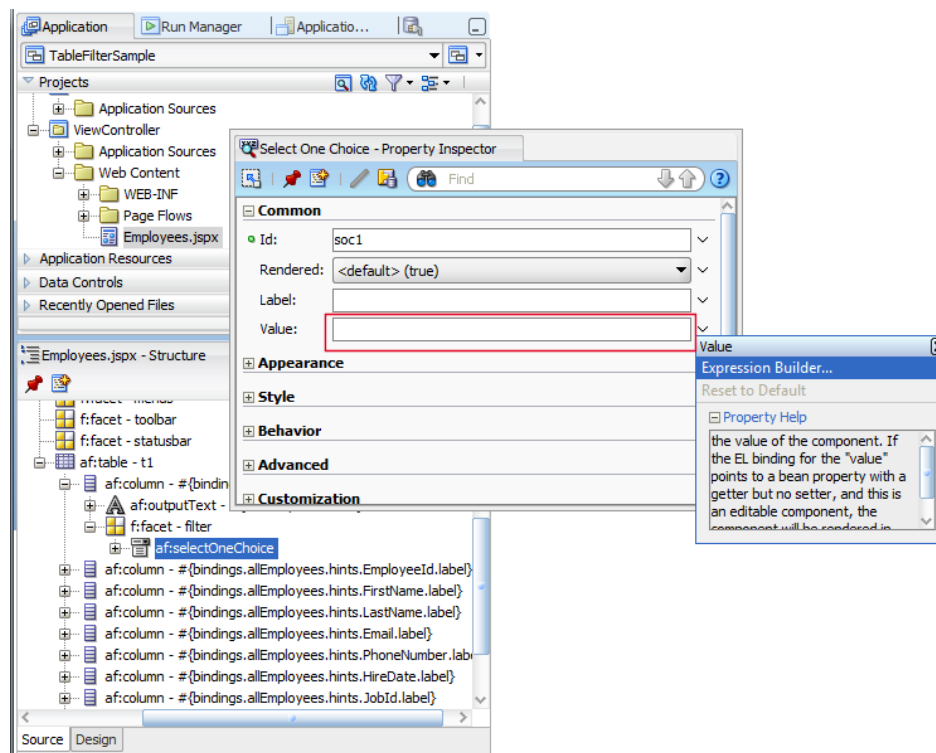 Application
Run Manager
Applicatio...
TableFilterSample
Projects
Application Sources
ViewController
Application Sources
Web Content
WEB-INF
Page Flows
Employees.jspx
Application Resources
Data Controls
Recently Opened Files
Select One Choice - Property Inspector
Find
Common
Id:
soc1
Rendered:
<default> (true)
Label:
Value:
Appearance
Style
Behavior
Advanced
Customization
Value
Expression Builder...
Reset to Default
Property Help
the value of the component. If
the EL binding for the "value"
points to a bean property with a
getter but no setter, and this is
an editable component, the
component will be rendered in
Employees.jspx - Structure
f:facet - toolbar
f:facet - statusbar
af:table - t1
af:column - #{bindin
af:outputText -
f:facet - filter
af:selectOneChoice
af:column - #{bindings.allEmployees.hints.EmployeeId.label}
af:column - #{bindings.allEmployees.hints.FirstName.label}
af:column - #{bindings.allEmployees.hints.LastName.label}
af:column - #{bindings.allEmployees.hints.Email.label}
af:column - #{bindings.allEmployees.hints.PhoneNumber.labe
af:column - #{bindings.allEmployees.hints.HireDate.label}
af:column - #{bindings.allEmployees.hints.JobId.label}
Source
Design